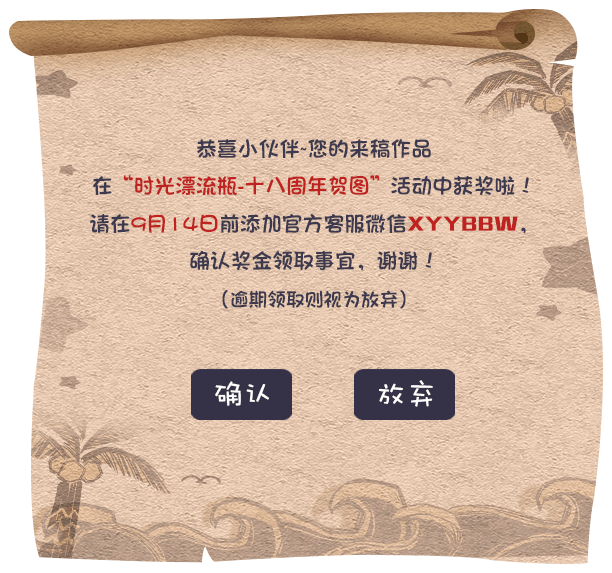 恭喜小伙伴~您的来稿作品
在“时光漂流瓶-十八周年贺图”活动中获奖啦！
请在9月14日前添加官方客服微信XYYBBW，
确认奖金领取事宜，谢谢！
（逾期领取则视为放弃）
确认 放弃